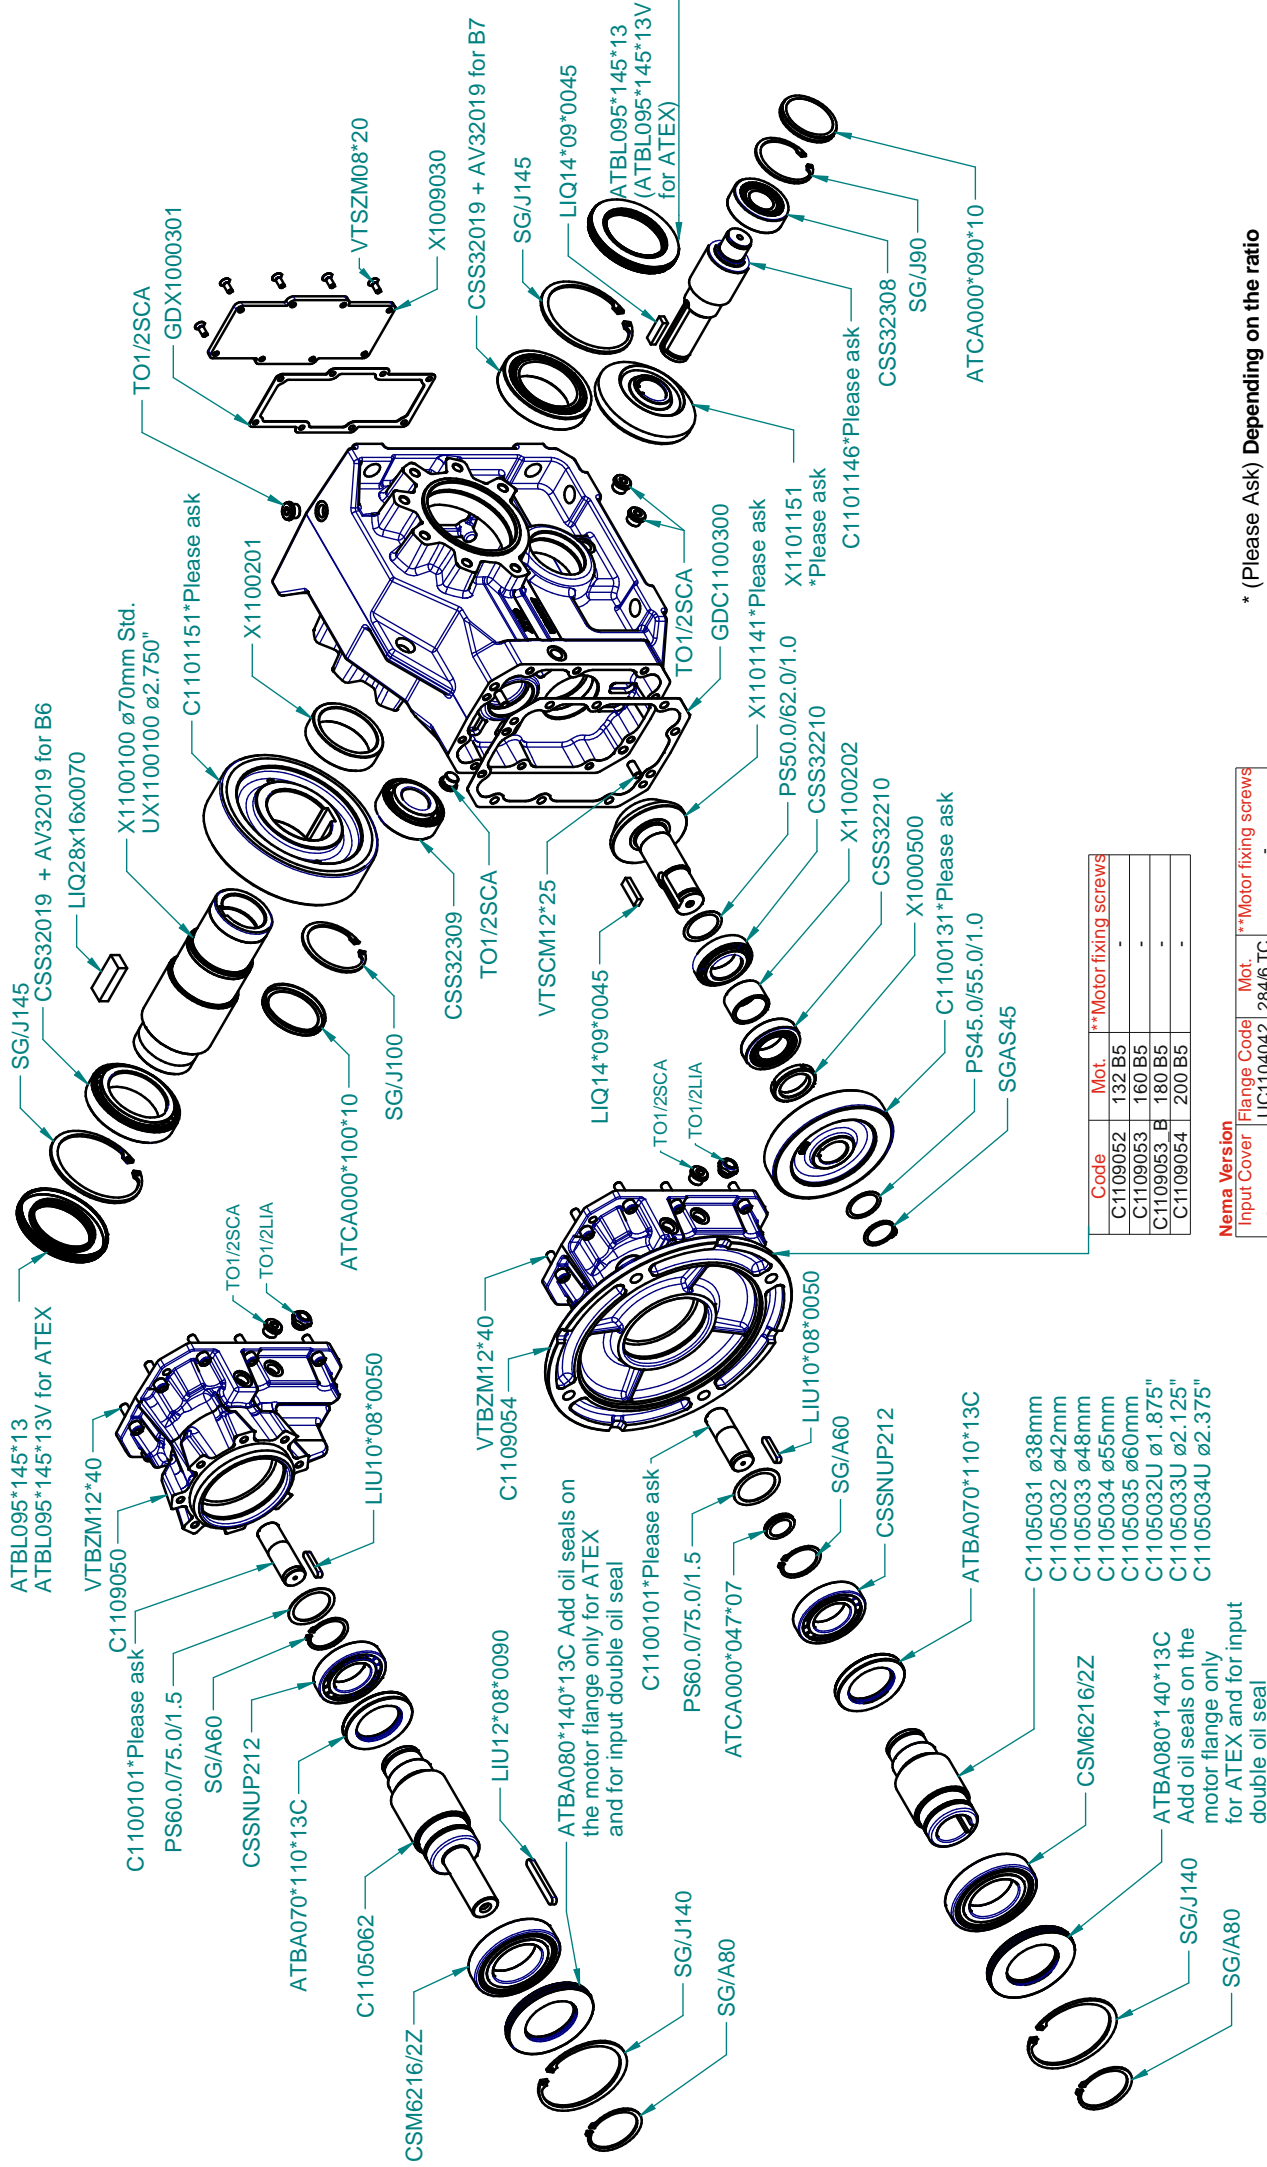 ATBL095*145*13
ATBL095*145*13V for ATEX
SG/J145
CSS32019 + AV32019 for B6
LIQ28x16x0070
X1100100 ø70mm Std.
UX1100100 ø2.750"
C1101151*Please ask
X1100201
TO1/2SCA
GDX1000301
VTSZM08*20
X1009030
CSS32019 + AV32019 for B7
SG/J145
LIQ14*09*0045
ATBL095*145*13
(ATBL095*145*13V
for ATEX)
VTBZM12*40
C1109050
C1100101*Please ask
PS60.0/75.0/1.5
SG/A60
CSSNUP212
ATBA070*110*13C
C1105062
CSM6216/2Z
TO1/2SCA
TO1/2LIA
LIU10*08*0050
LIU12*08*0090
ATBA080*140*13C Add oil seals on
the motor flange only for ATEX
and for input double oil seal
SG/J140
SG/A80
ATCA000*100*10
SG/J100
CSS32309
TO1/2SCA
VTSCM12*25
LIQ14*09*0045
TO1/2SCA
GDC1100300
X1101141*Please ask
PS50.0/62.0/1.0
CSS32210
X1100202
CSS32210
X1000500
C1100131*Please ask
PS45.0/55.0/1.0
SGAS45
X1101151
*Please ask
C1101146*Please ask
CSS32308
SG/J90
ATCA000*090*10
VTBZM12*40
C1109054
TO1/2SCA
TO1/2LIA
C1100101*Please ask
PS60.0/75.0/1.5
ATCA000*047*07
LIU10*08*0050
SG/A60
CSSNUP212
ATBA070*110*13C
C1105031 ø38mm
C1105032 ø42mm
C1105033 ø48mm
C1105034 ø55mm
C1105035 ø60mm
C1105032U ø1.875"
C1105033U ø2.125"
C1105034U ø2.375"
CSM6216/2Z
ATBA080*140*13C
Add oil seals on the
motor flange only
for ATEX and for input
double oil seal
SG/J140
SG/A80
Code Mot. **Motor fixing screws
C1109052 132 B5 -
C1109053 160 B5 -
C1109053_B 180 B5 -
C1109054 200 B5 -
Nema Version
Input Cover Flange Code Mot. **Motor fixing screws
UC1104042 284/6 TC -
* (Please Ask) Depending on the ratio